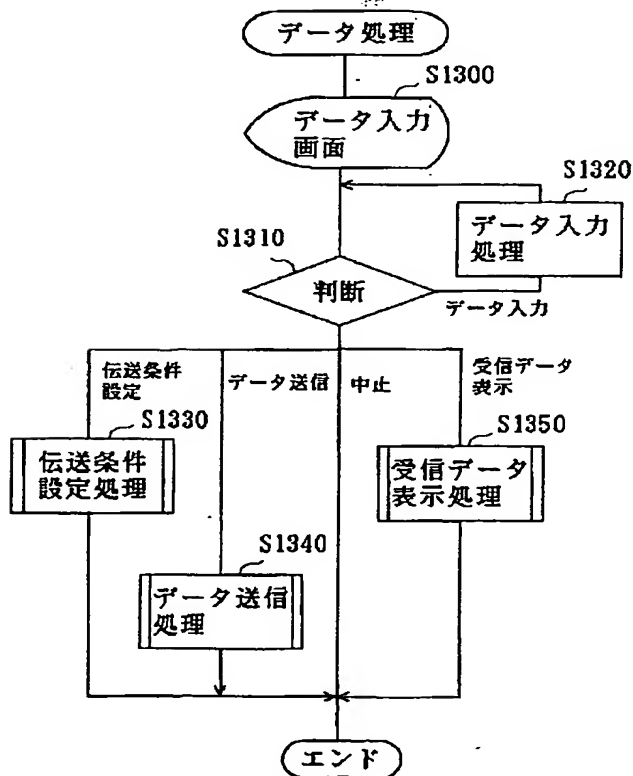 データ処理
S1300
データ入力
画面
S1320
データ入力
処理
S1310
判断
データ入力
伝送条件
設定
データ送信
中止
受信データ
表示
S1330
伝送条件
設定処理
S1350
受信データ
表示処理
S1340
データ送信
処理
エンド